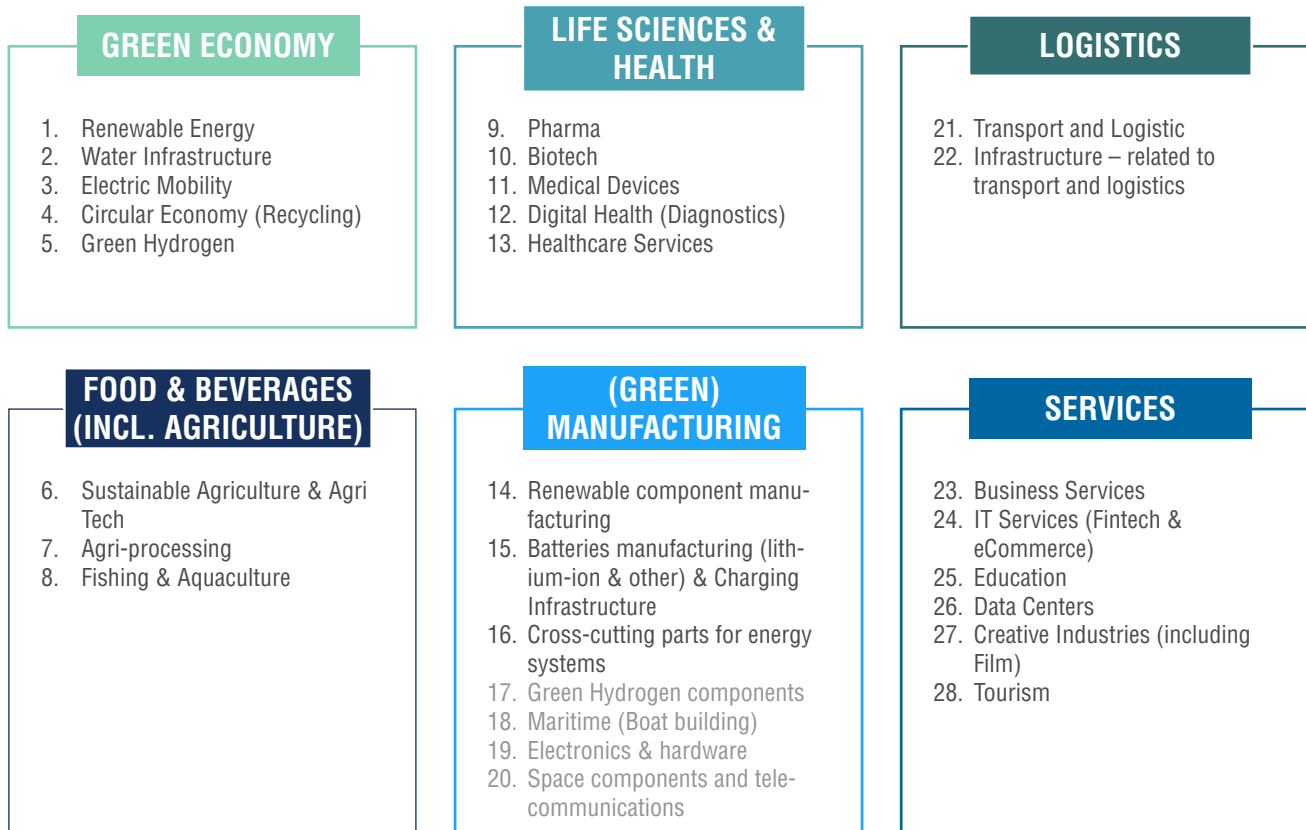 GREEN ECONOMY
1. Renewable Energy
2. Water Infrastructure
3. Electric Mobility
4. Circular Economy (Recycling)
5. Green Hydrogen
LIFE SCIENCES &
HEALTH
9. Pharma
10. Biotech
11. Medical Devices
12. Digital Health (Diagnostics)
13. Healthcare Services
LOGISTICS
21. Transport and Logistic
22. Infrastructure – related to
transport and logistics
FOOD & BEVERAGES
(INCL. AGRICULTURE)
6. Sustainable Agriculture & Agri
Tech
7. Agri-processing
8. Fishing & Aquaculture
(GREEN)
MANUFACTURING
14. Renewable component manu-
facturing
15. Batteries manufacturing (lith-
ium-ion & other) & Charging
Infrastructure
16. Cross-cutting parts for energy
systems
17. Green Hydrogen components
18. Maritime (Boat building)
19. Electronics & hardware
20. Space components and tele-
communications
SERVICES
23. Business Services
24. IT Services (Fintech &
eCommerce)
25. Education
26. Data Centers
27. Creative Industries (including
Film)
28. Tourism